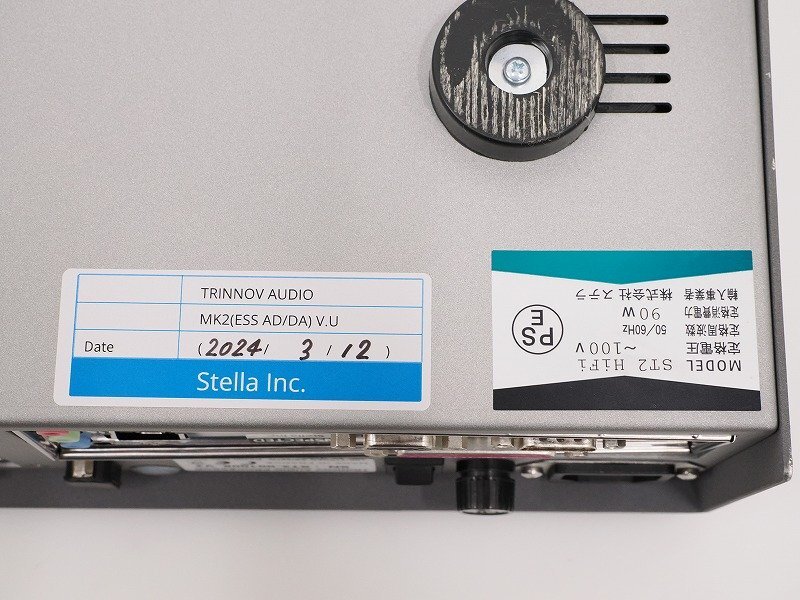 TRINNOV AUDIO
MK2(ESS AD/DA) V.U
Date (2024/ 3/12)
Stella Inc.
MODEL ST2 HiFi
定格電圧 ~100V
定格周波数 50/60Hz
定格消費電力 90W
輸入事業者 株式会社 ステラ
PS
E